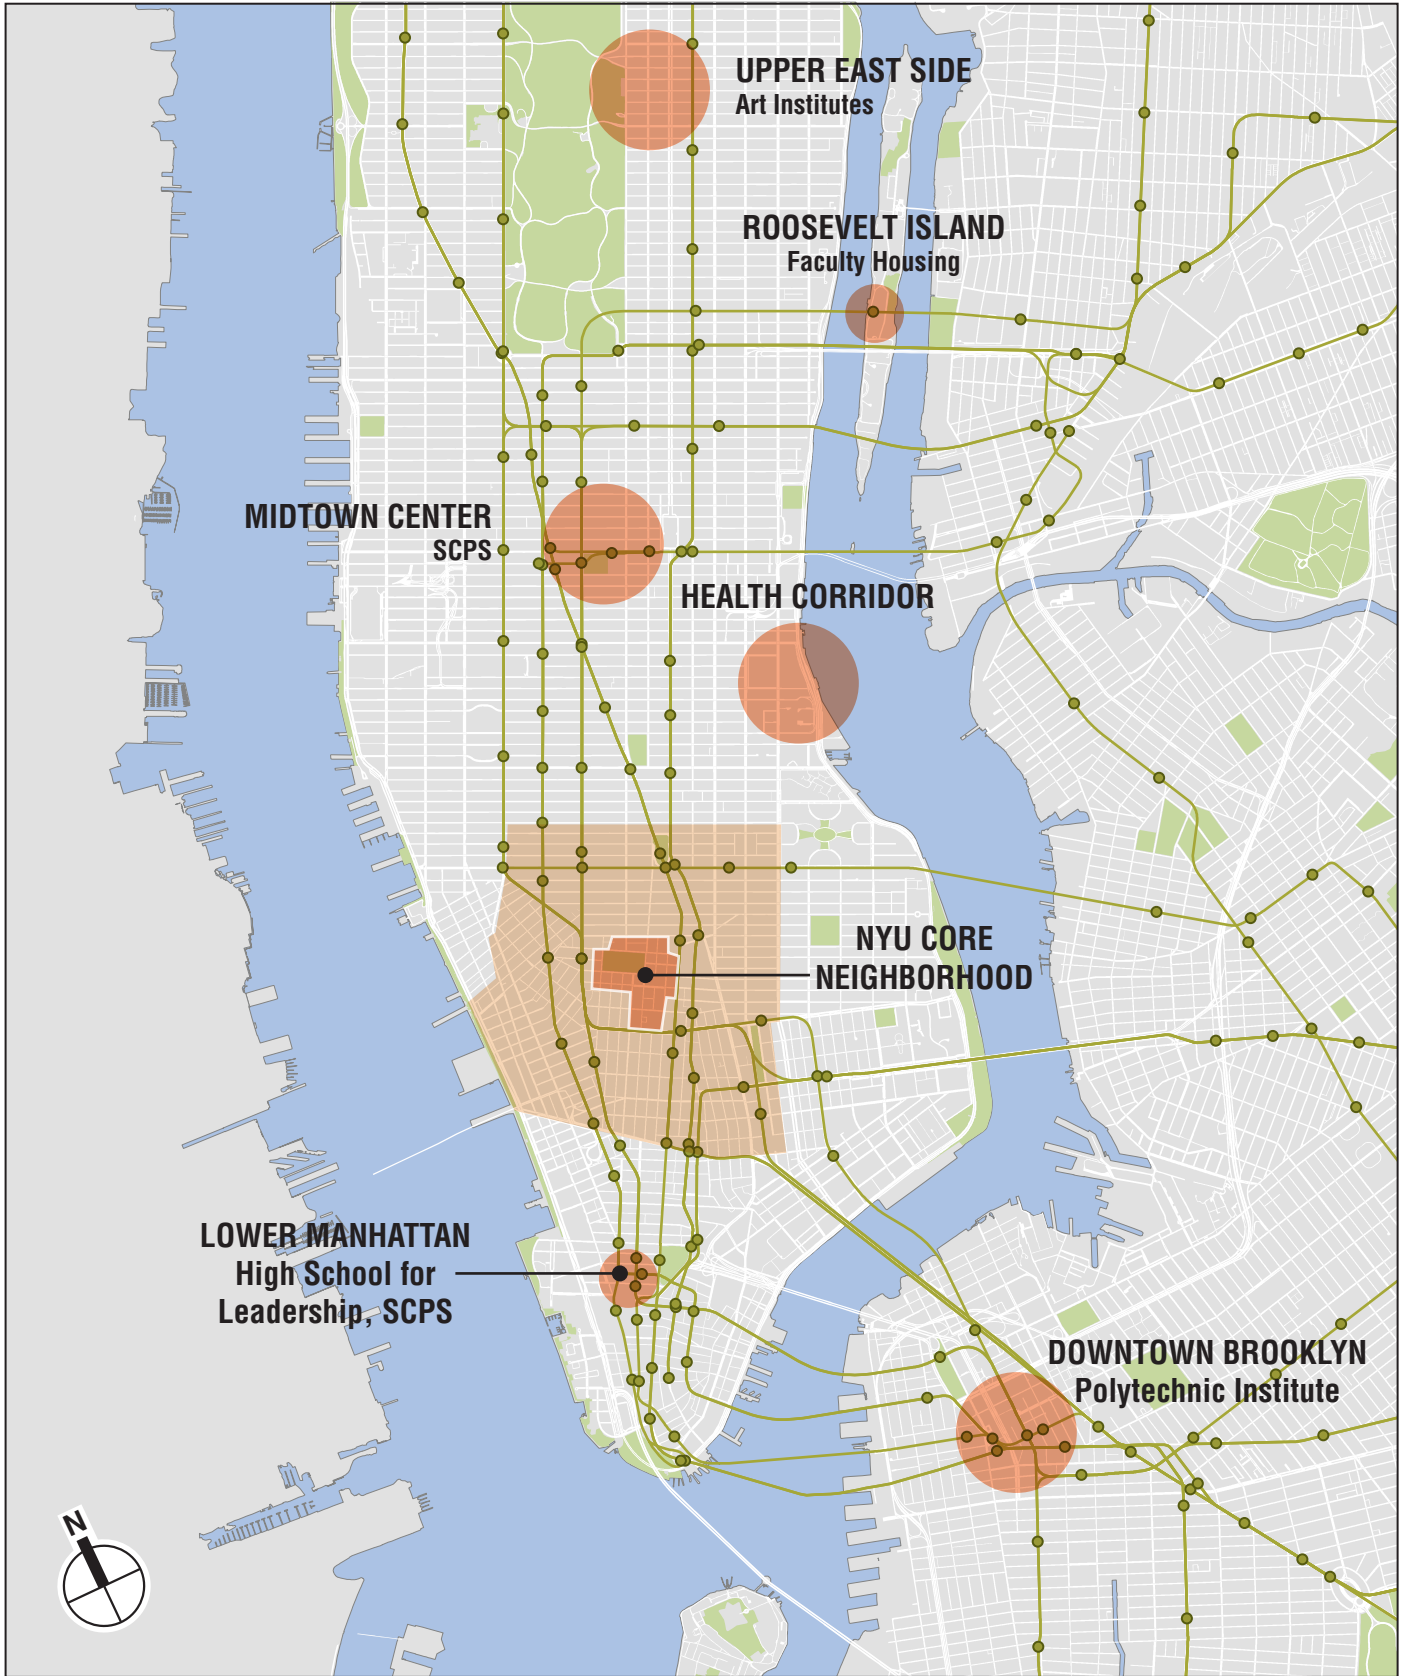 UPPER EAST SIDE
Art Institutes
ROOSEVELT ISLAND
Faculty Housing
MIDTOWN CENTER
SCPS
HEALTH CORRIDOR
NYU CORE
NEIGHBORHOOD
LOWER MANHATTAN
High School for
Leadership, SCPS
DOWNTOWN BROOKLYN
Polytechnic Institute
N